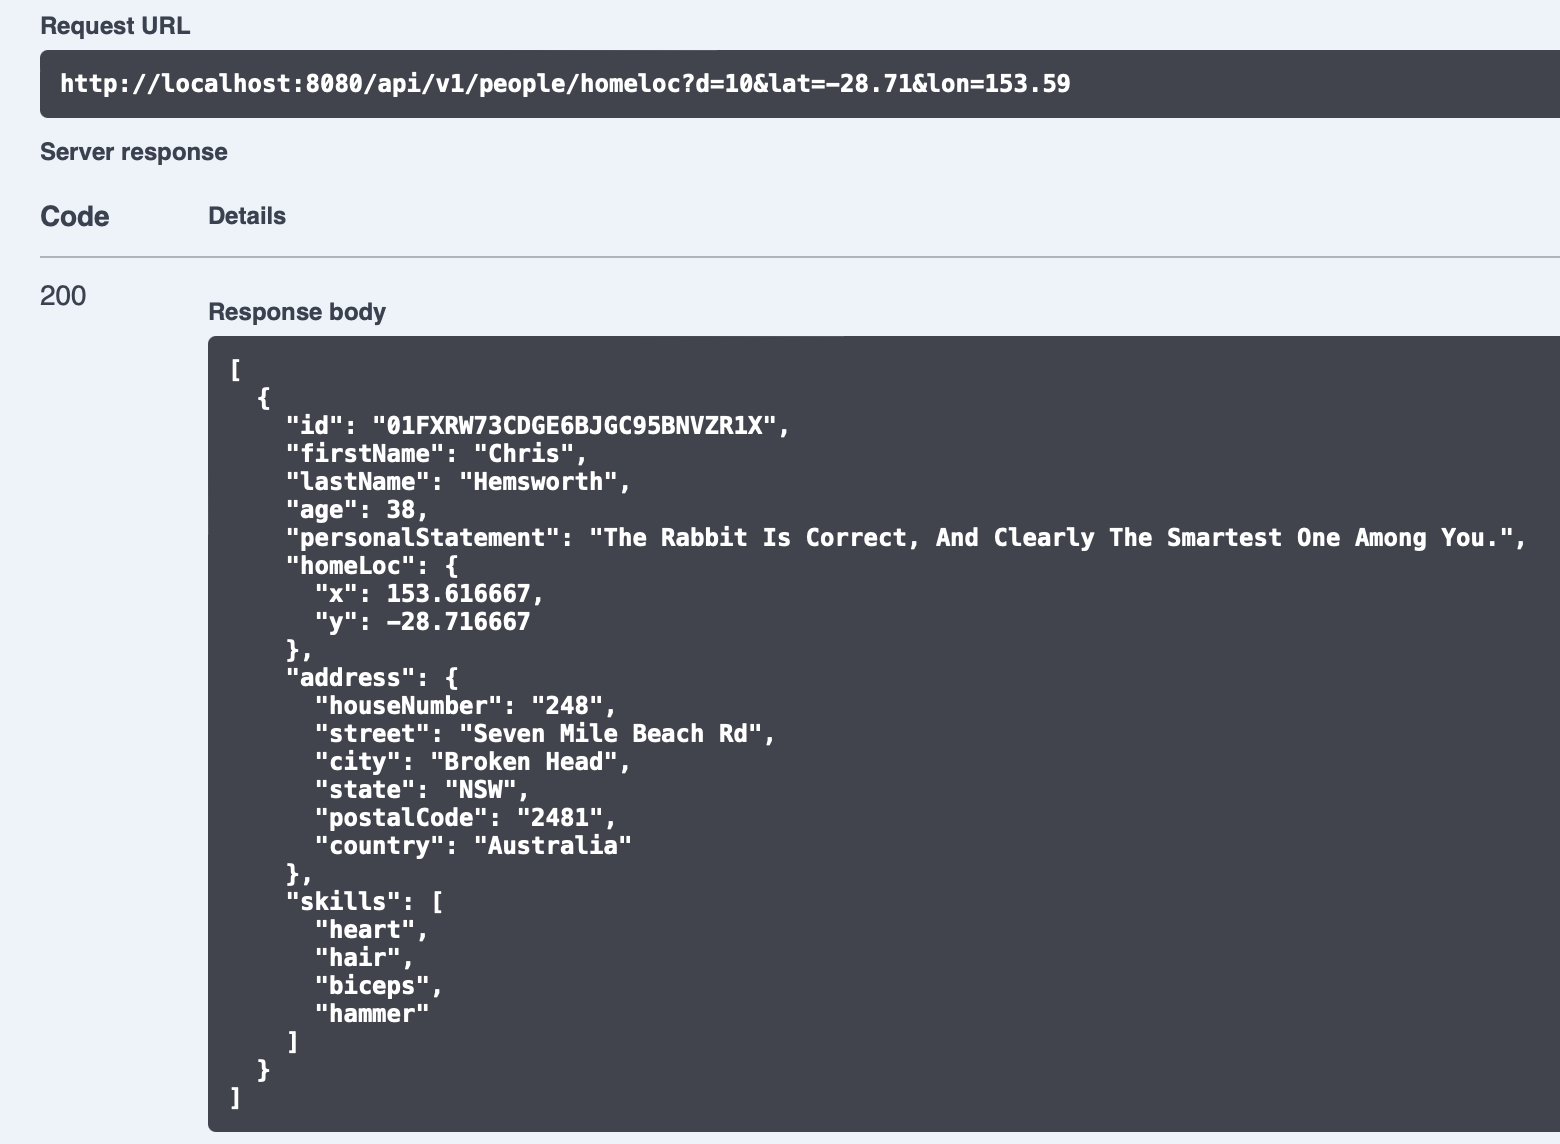 Request URL
http://localhost:8080/api/v1/people/homeloc?d=10&lat=-28.71&lon=153.59
Server response
Code Details
200
Response body
[
  {
    "id": "01FXRW73CDGE6BJGC95BNVZR1X",
    "firstName": "Chris",
    "lastName": "Hemsworth",
    "age": 38,
    "personalStatement": "The Rabbit Is Correct, And Clearly The Smartest One Among You.",
    "homeLoc": {
      "x": 153.616667,
      "y": -28.716667
    },
    "address": {
      "houseNumber": "248",
      "street": "Seven Mile Beach Rd",
      "city": "Broken Head",
      "state": "NSW",
      "postalCode": "2481",
      "country": "Australia"
    },
    "skills": [
      "heart",
      "hair",
      "biceps",
      "hammer"
    ]
  }
]